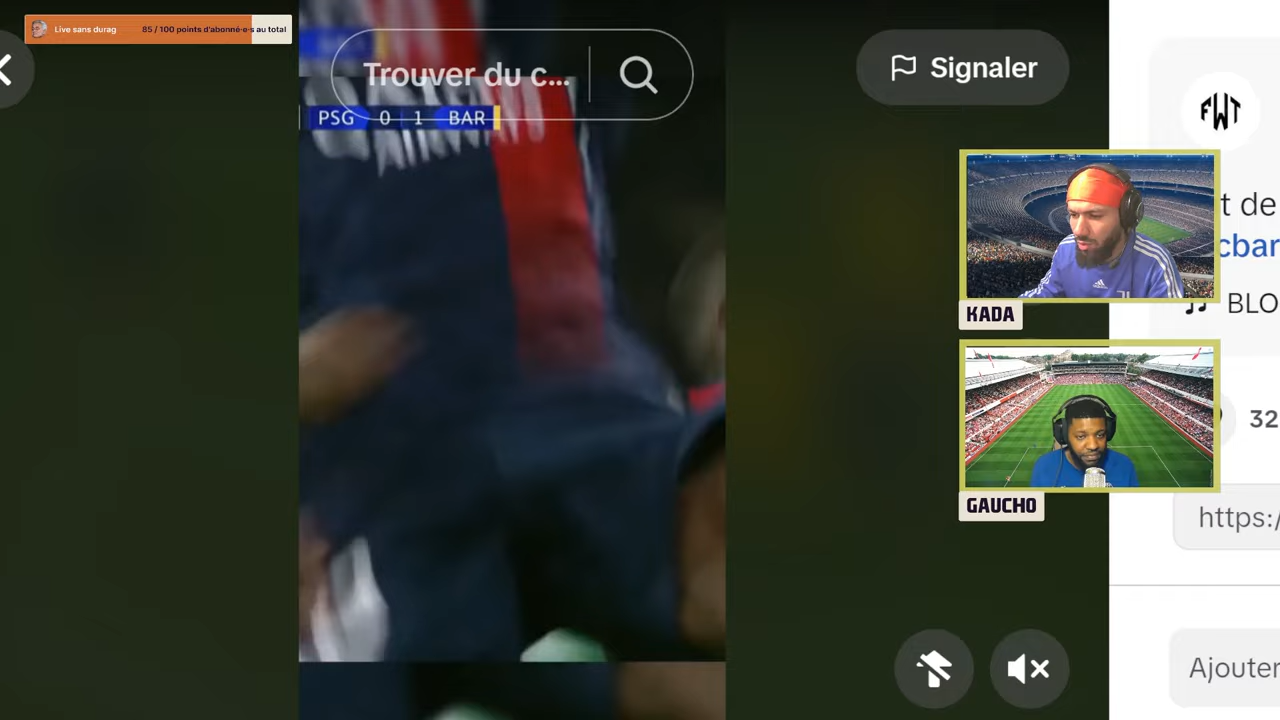 Live sans durag 85 / 100 points d'abonné·e·s au total
Trouver du c...
Signaler
PSG 0 1 BAR
AIRWAYS
FWT
t de
cbar
BLO
KADA
32
GAUCHO
https:/
Ajouter